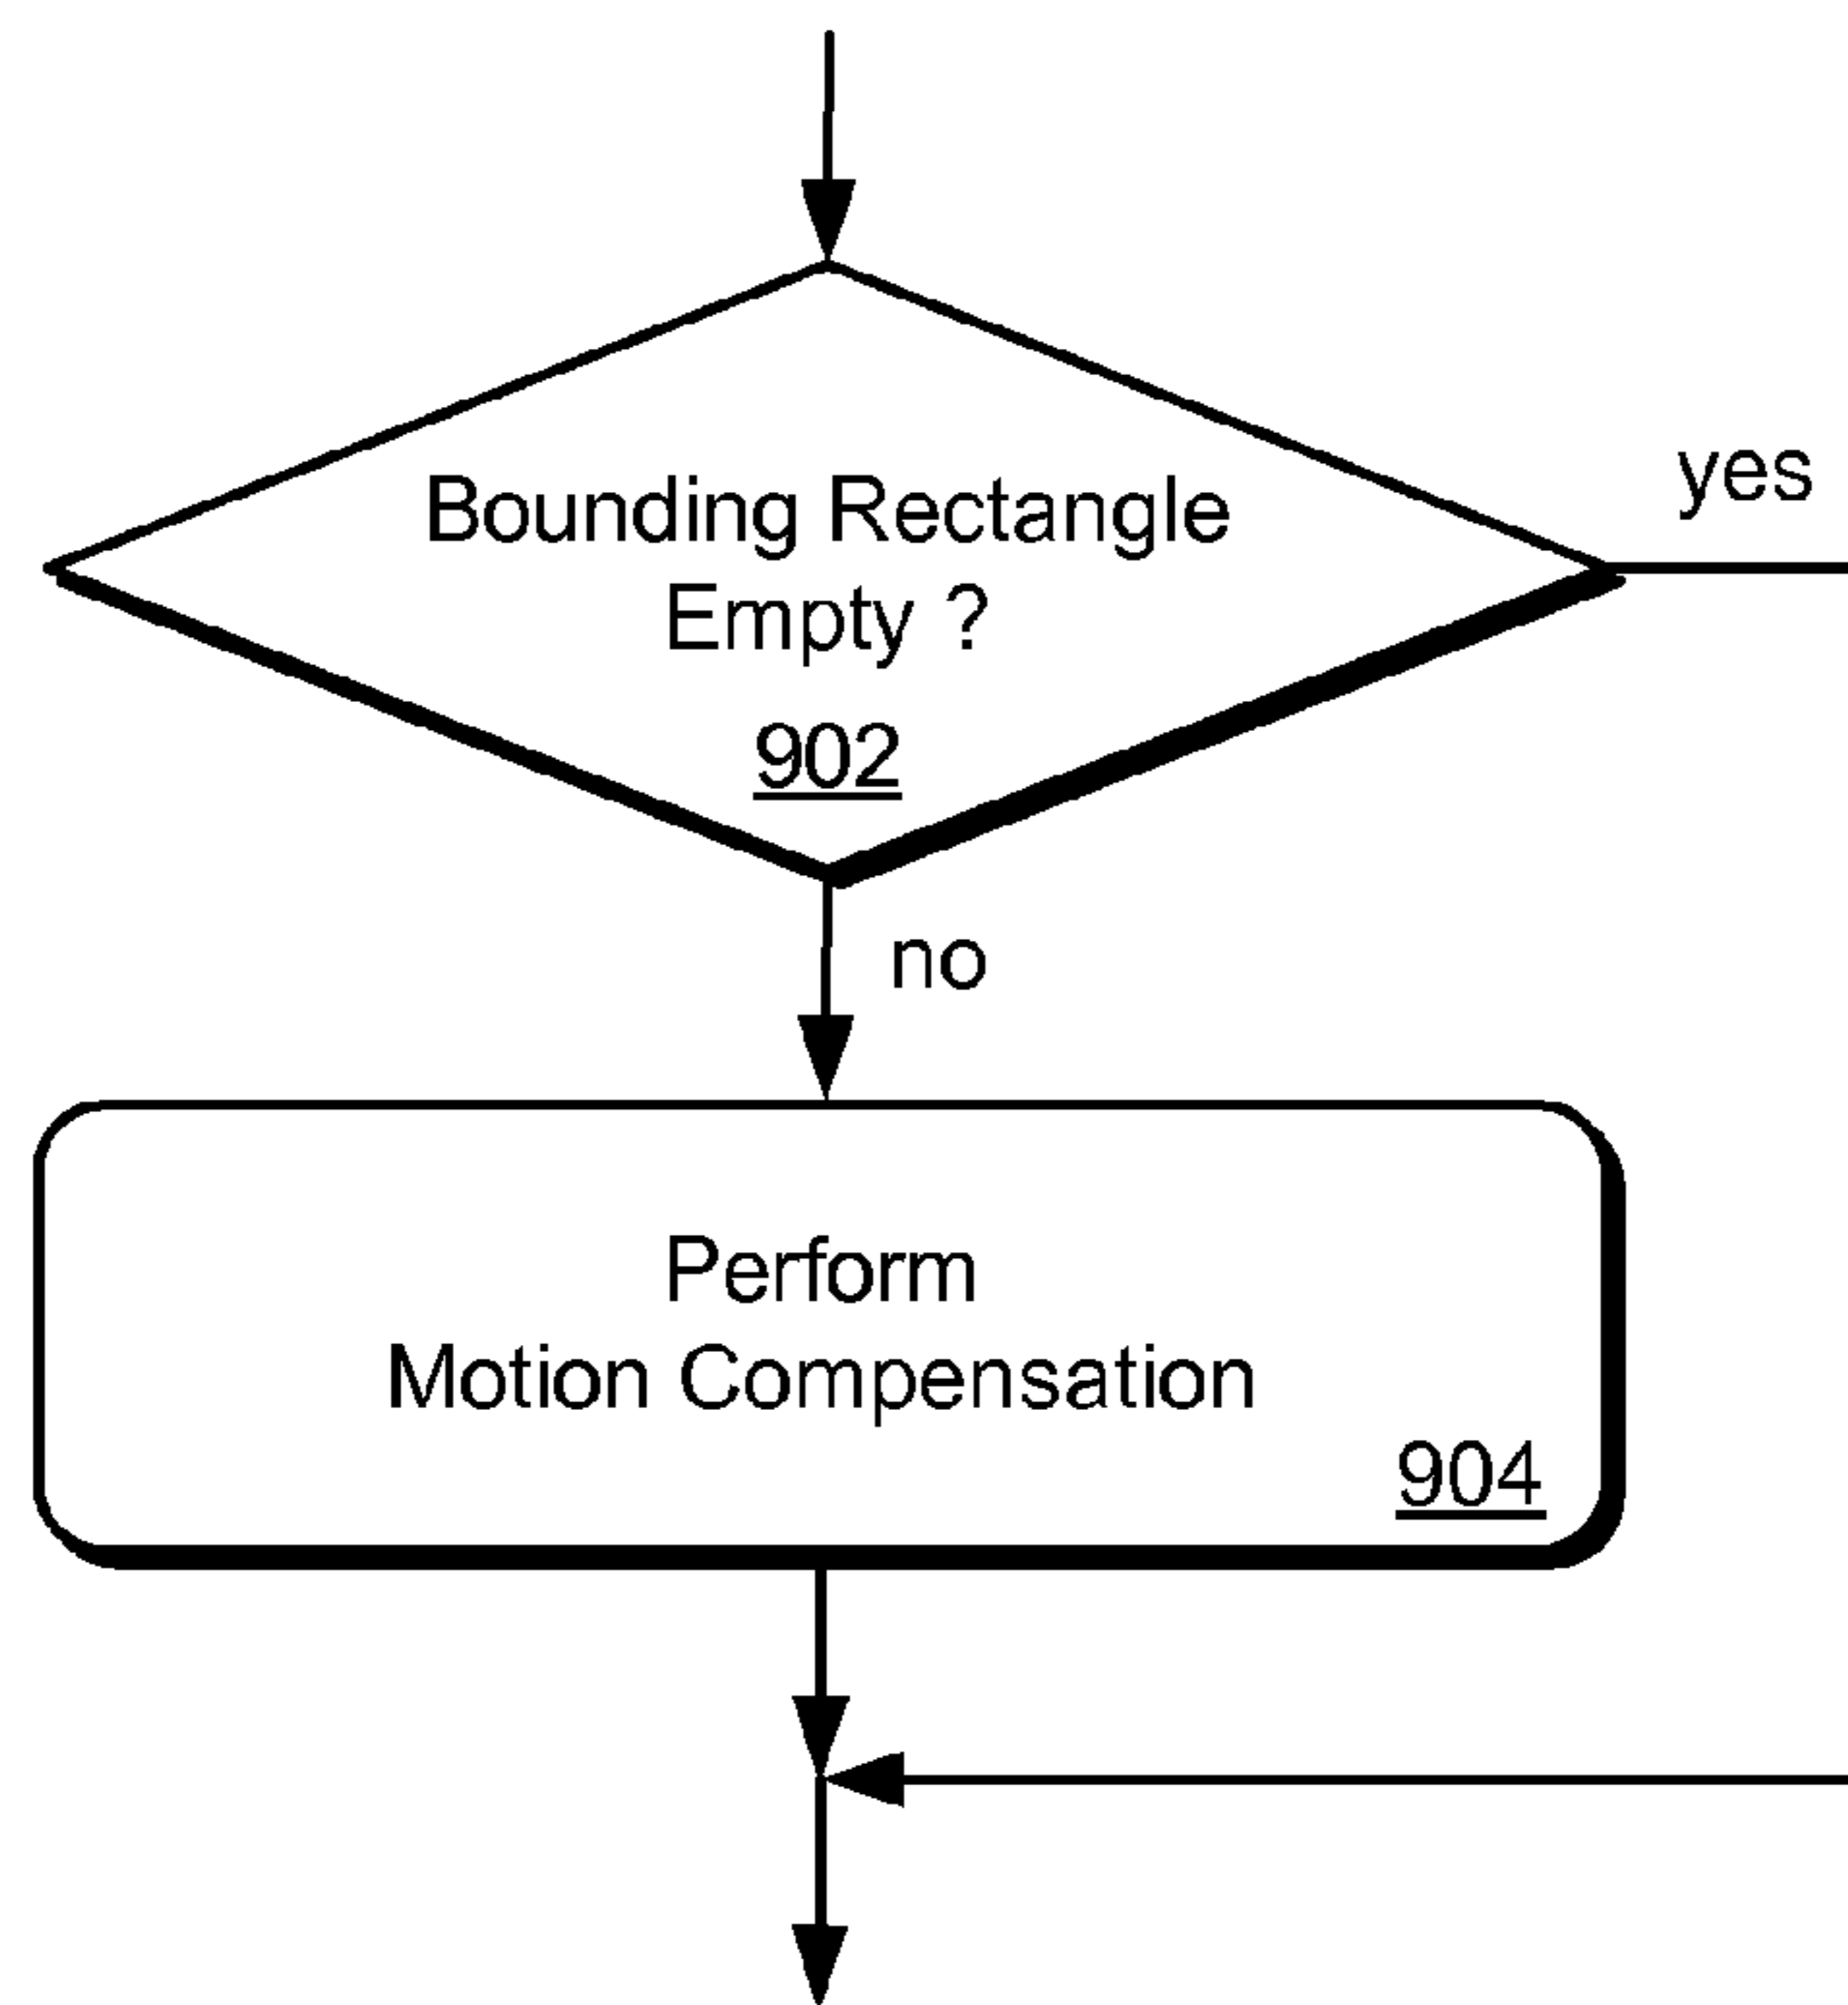 Bounding Rectangle
yes
Empty ?
902
no
Perform
Motion Compensation
904